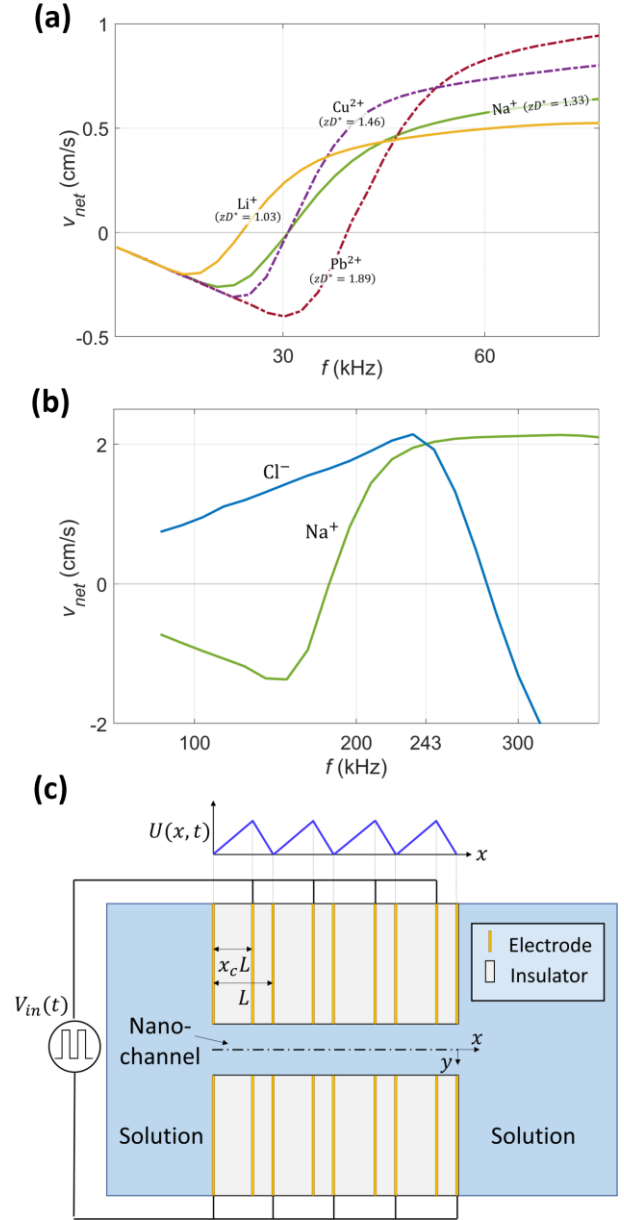 (a)
1
0.5
0
-0.5
v_net (cm/s)
Cu²⁺
(zD* = 1.46)
Na⁺ (zD* = 1.33)
Li⁺
(zD* = 1.03)
Pb²⁺
(zD* = 1.89)
30
60
f (kHz)
(b)
2
0
-2
v_net (cm/s)
Cl⁻
Na⁺
100
200
243
300
f (kHz)
(c)
U(x, t)
x
x_cL
L
Electrode
Insulator
V_in(t)
Nano-
channel
x
y
Solution
Solution